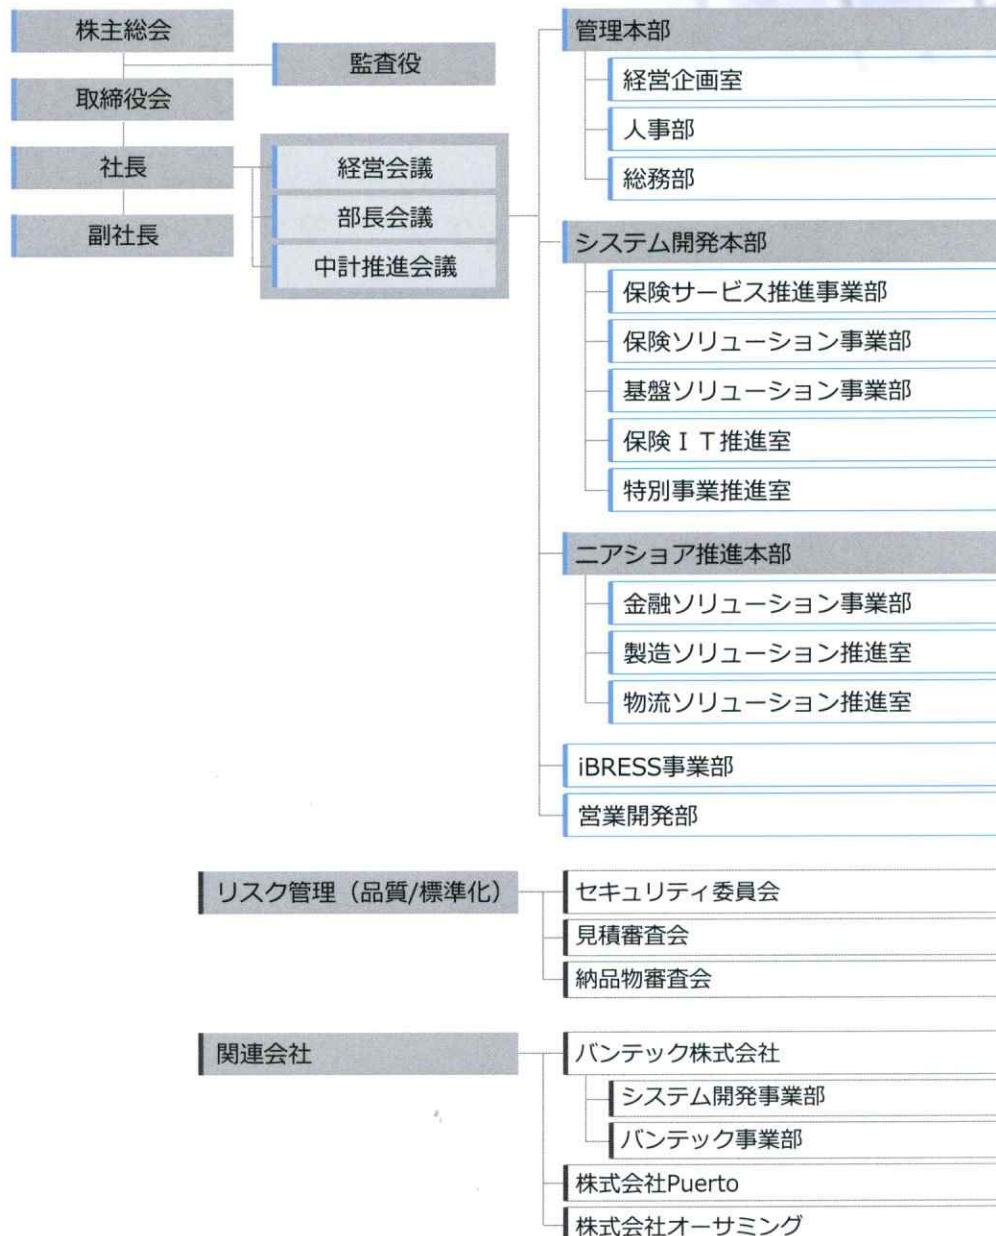 株主総会
監査役
取締役会
社長
副社長
経営会議
部長会議
中計推進会議
管理本部
経営企画室
人事部
総務部
システム開発本部
保険サービス推進事業部
保険ソリューション事業部
基盤ソリューション事業部
保険ＩＴ推進室
特別事業推進室
ニアショア推進本部
金融ソリューション事業部
製造ソリューション推進室
物流ソリューション推進室
iBRESS事業部
営業開発部
リスク管理（品質/標準化）
セキュリティ委員会
見積審査会
納品物審査会
関連会社
バンテック株式会社
システム開発事業部
バンテック事業部
株式会社Puerto
株式会社オーサミング